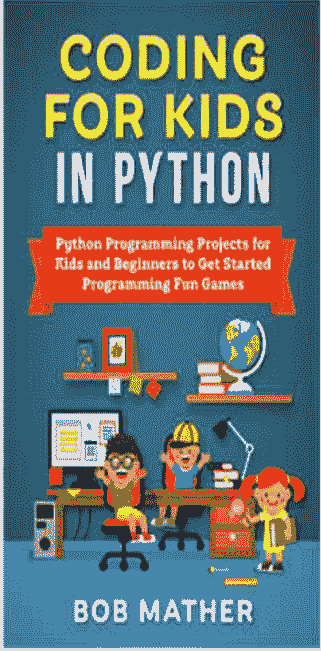 CODING
FOR KIDS
IN PYTHON
Python Programming Projects for
Kids and Beginners to Get Started
Programming Fun Games
BOB MATHER